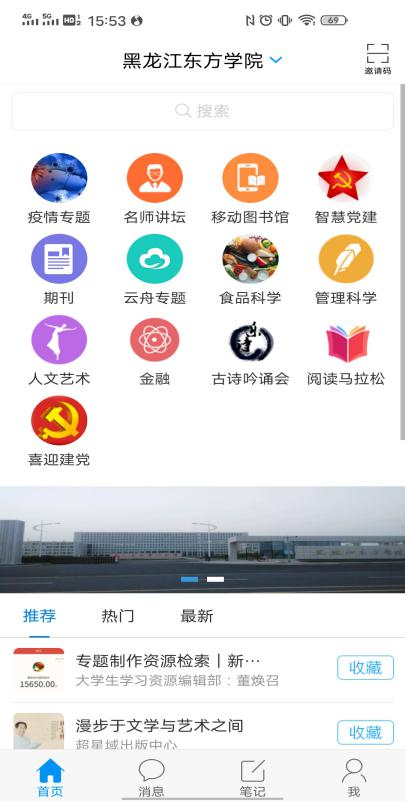 4G 5G HD 1 2 15:53 69
黑龙江东方学院
邀请码
搜索
疫情专题 名师讲坛 移动图书馆 智慧党建
期刊 云舟专题 食品科学 管理科学
人文艺术 金融 古诗吟诵会 阅读马拉松
喜迎建党
推荐 热门 最新
专题制作资源检索丨新…
15650.00.
大学生学习资源编辑部：董焕召
收藏
漫步于文学与艺术之间
超星域出版中心
收藏
首页 消息 笔记 我